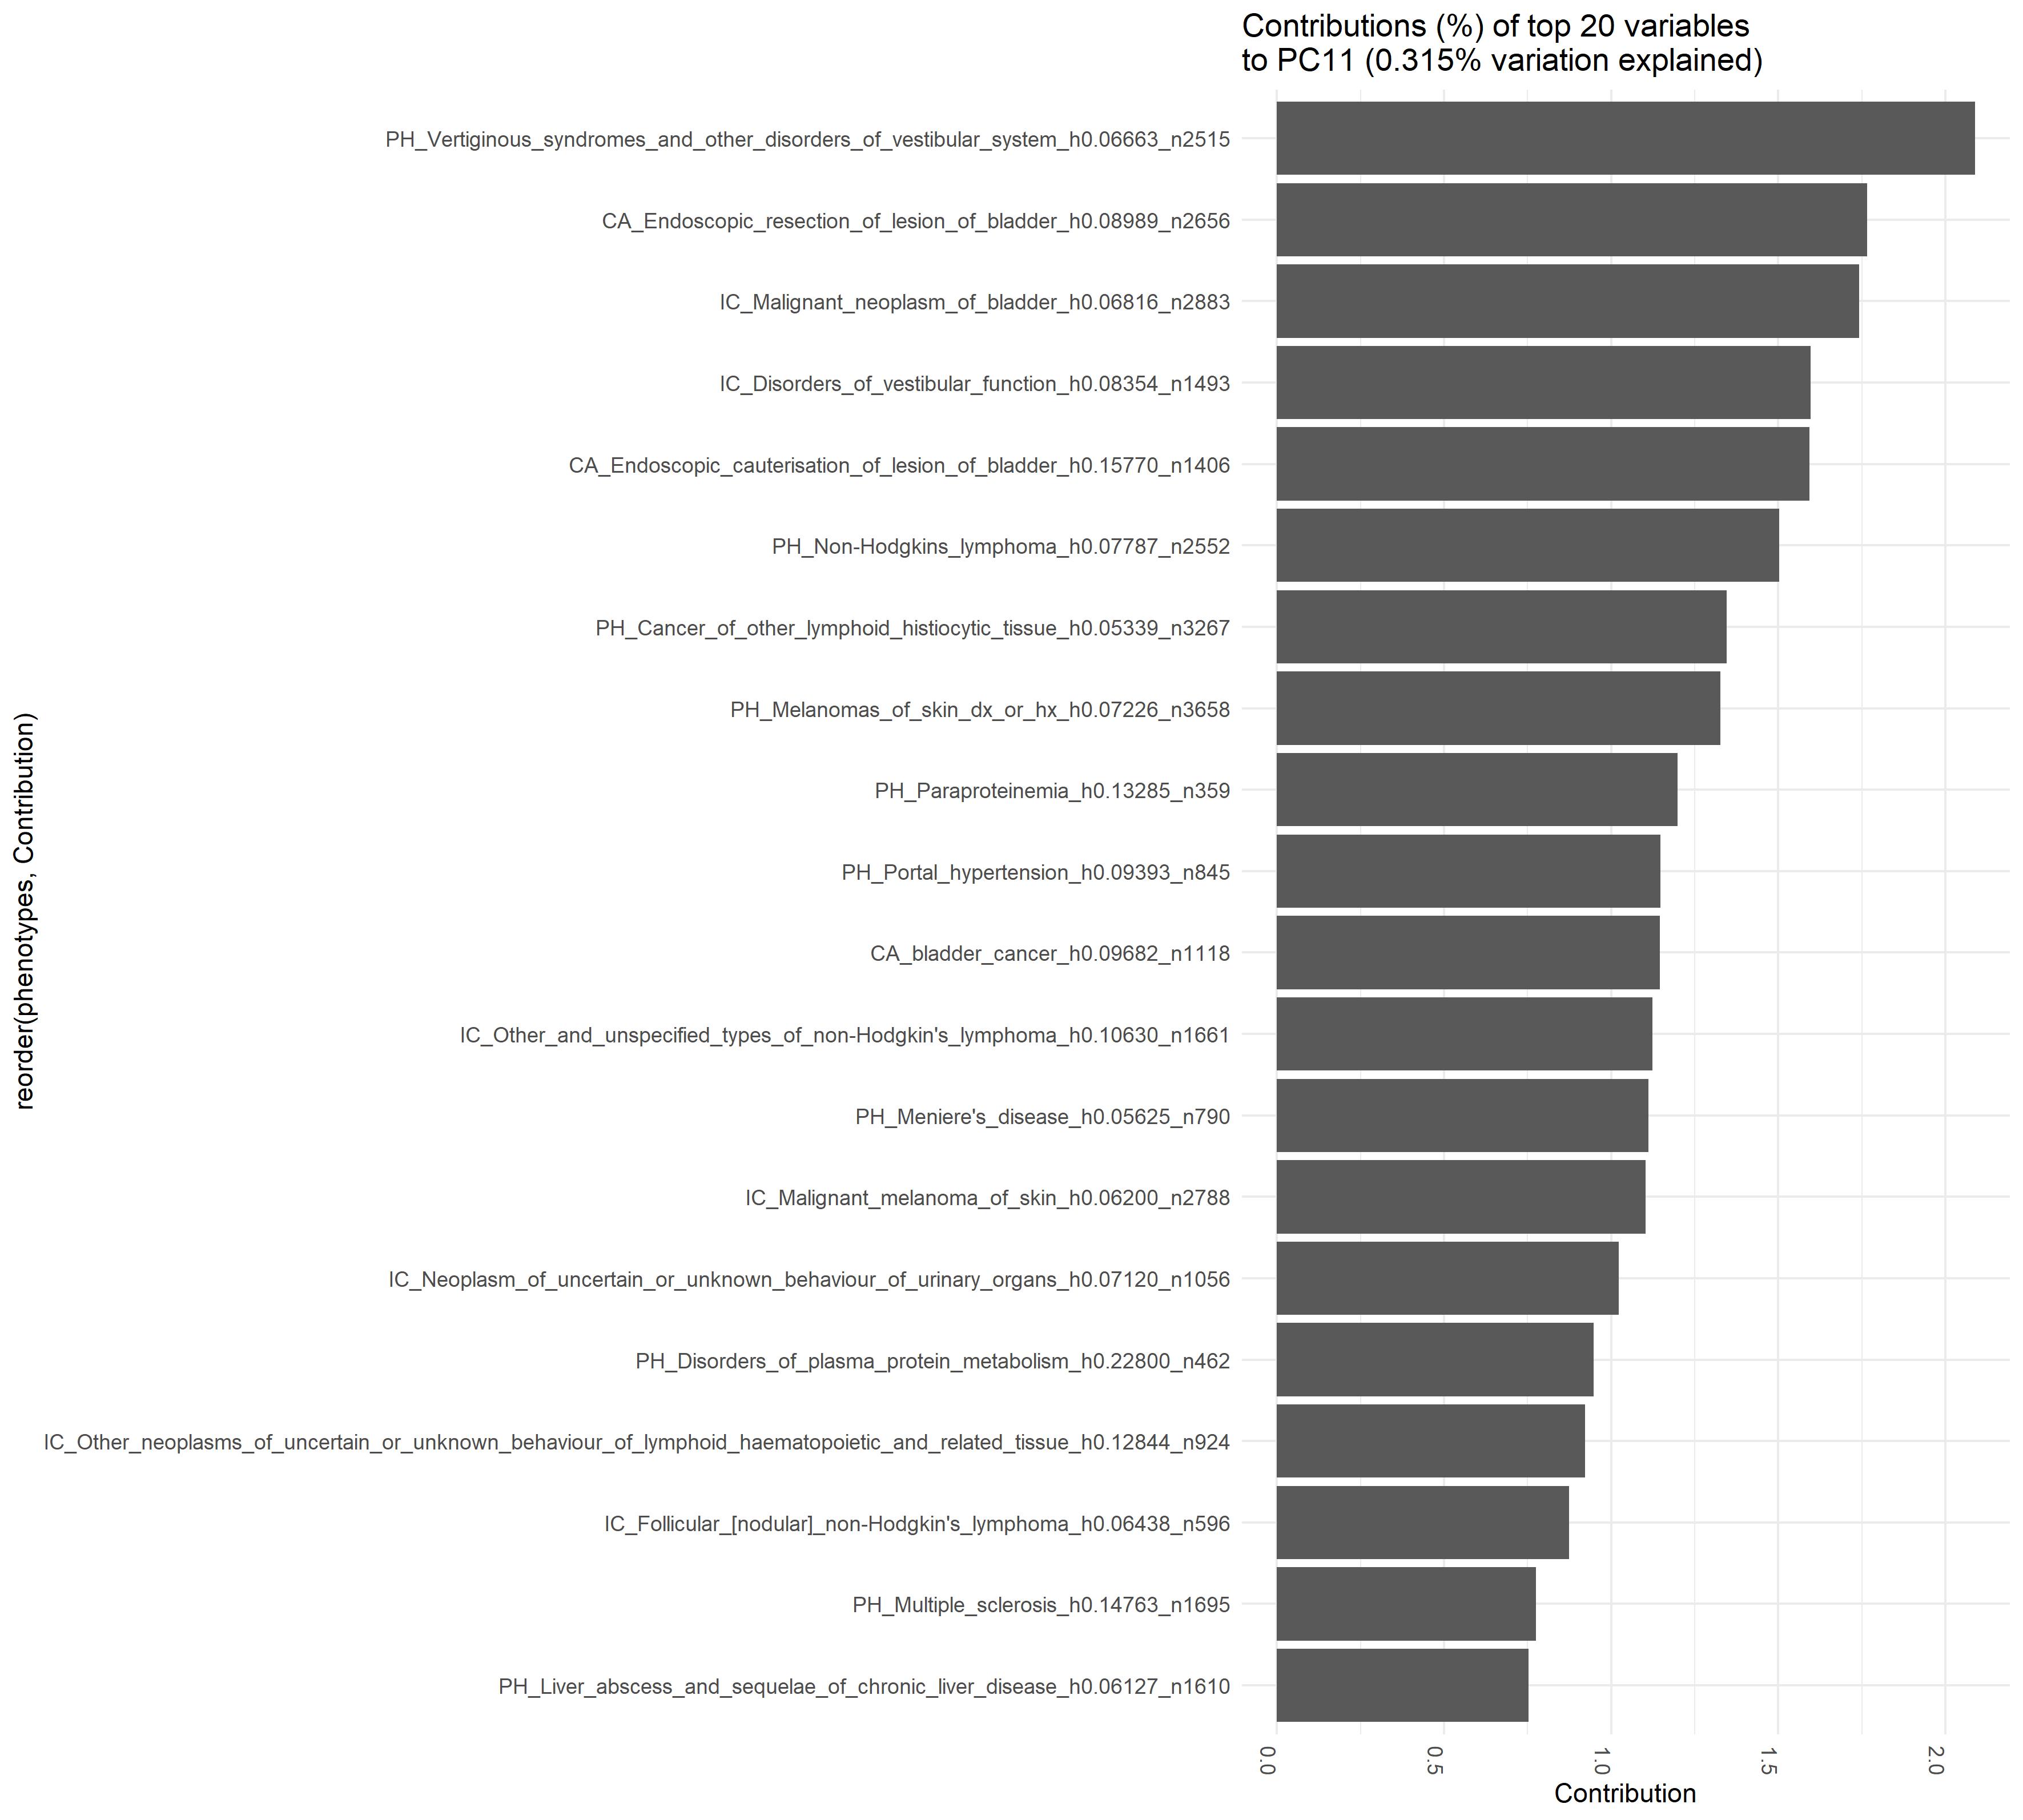 Contributions (%) of top 20 variables
to PC11 (0.315% variation explained)
PH_Vertiginous_syndromes_and_other_disorders_of_vestibular_system_h0.06663_n2515
CA_Endoscopic_resection_of_lesion_of_bladder_h0.08989_n2656
IC_Malignant_neoplasm_of_bladder_h0.06816_n2883
IC_Disorders_of_vestibular_function_h0.08354_n1493
CA_Endoscopic_cauterisation_of_lesion_of_bladder_h0.15770_n1406
PH_Non-Hodgkins_lymphoma_h0.07787_n2552
PH_Cancer_of_other_lymphoid_histiocytic_tissue_h0.05339_n3267
PH_Melanomas_of_skin_dx_or_hx_h0.07226_n3658
PH_Paraproteinemia_h0.13285_n359
PH_Portal_hypertension_h0.09393_n845
CA_bladder_cancer_h0.09682_n1118
IC_Other_and_unspecified_types_of_non-Hodgkin's_lymphoma_h0.10630_n1661
PH_Meniere's_disease_h0.05625_n790
IC_Malignant_melanoma_of_skin_h0.06200_n2788
IC_Neoplasm_of_uncertain_or_unknown_behaviour_of_urinary_organs_h0.07120_n1056
PH_Disorders_of_plasma_protein_metabolism_h0.22800_n462
IC_Other_neoplasms_of_uncertain_or_unknown_behaviour_of_lymphoid_haematopoietic_and_related_tissue_h0.12844_n924
IC_Follicular_[nodular]_non-Hodgkin's_lymphoma_h0.06438_n596
PH_Multiple_sclerosis_h0.14763_n1695
PH_Liver_abscess_and_sequelae_of_chronic_liver_disease_h0.06127_n1610
reorder(phenotypes, Contribution)
0.0
0.5
1.0
1.5
2.0
Contribution